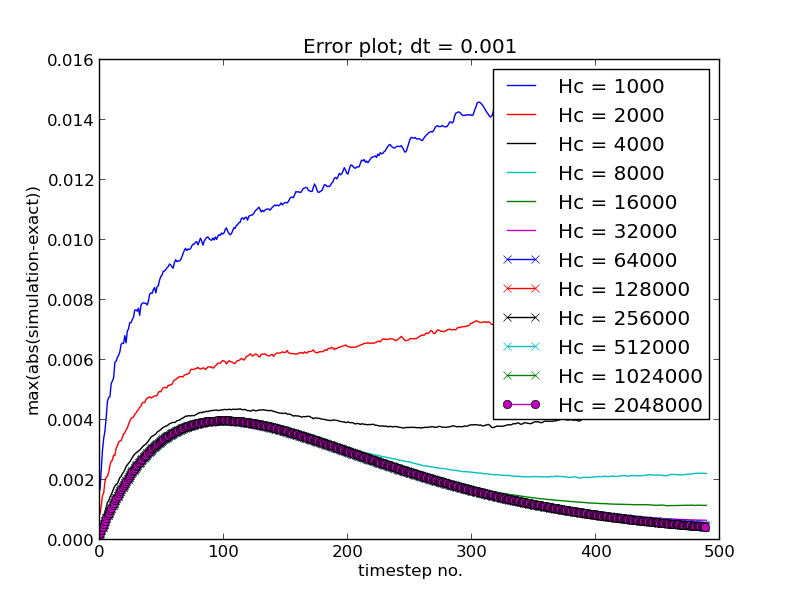 Error plot; dt = 0.001
max(abs(simulation-exact))
0.016
0.014
0.012
0.010
0.008
0.006
0.004
0.002
0.000
Hc = 1000
Hc = 2000
Hc = 4000
Hc = 8000
Hc = 16000
Hc = 32000
Hc = 64000
Hc = 128000
Hc = 256000
Hc = 512000
Hc = 1024000
Hc = 2048000
0 100 200 300 400 500
timestep no.